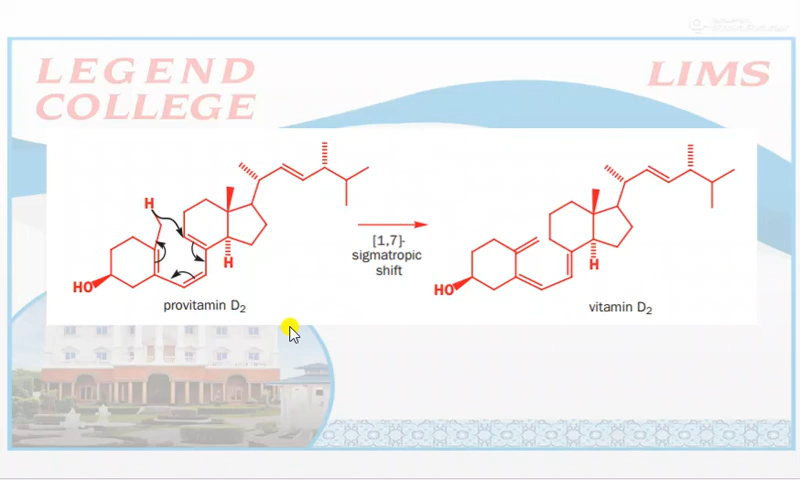 LEGEND
COLLEGE
LIMS
H
HO
H
provitamin D2
[1,7]-
sigmatropic
shift
HO
H
vitamin D2